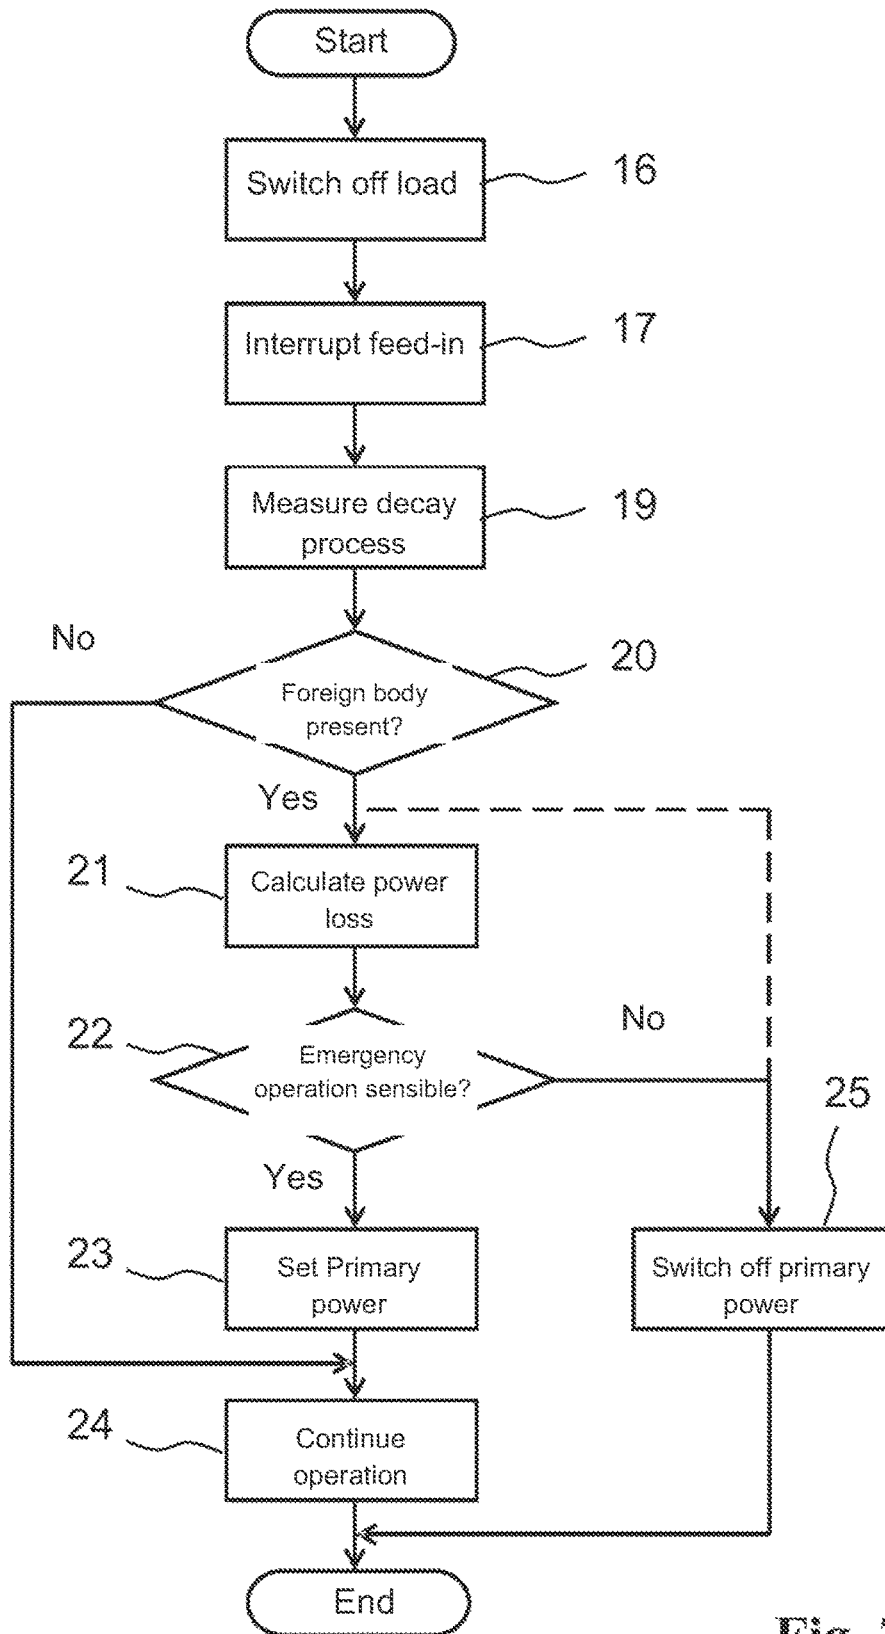 Start
Switch off load
16
Interrupt feed-in
17
Measure decay
process
19
No
20
Foreign body
present?
Yes
21
Calculate power
loss
22
No
Emergency
operation sensible?
25
Yes
23
Set Primary
power
Switch off primary
power
24
Continue
operation
End
Fig.